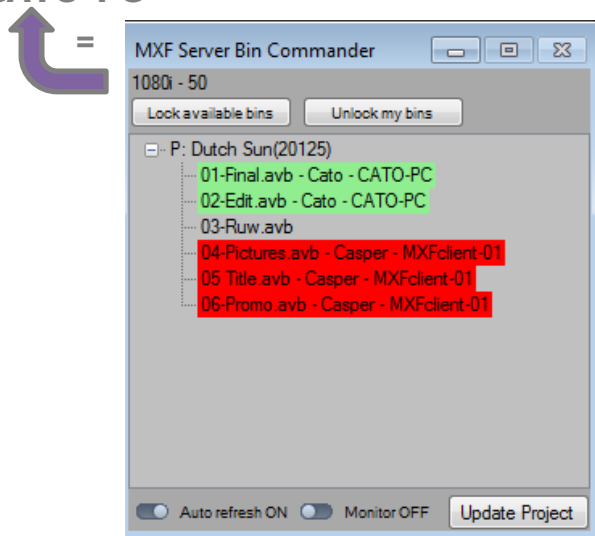 =
MXF Server Bin Commander
1080i - 50
Lock available bins
Unlock my bins
P: Dutch Sun(20125)
01-Final.avb - Cato - CATO-PC
02-Edit.avb - Cato - CATO-PC
03-Ruw.avb
04-Pictures.avb - Casper - MXFclient-01
05 Title.avb - Casper - MXFclient-01
06-Promo.avb - Casper - MXFclient-01
Auto refresh ON
Monitor OFF
Update Project